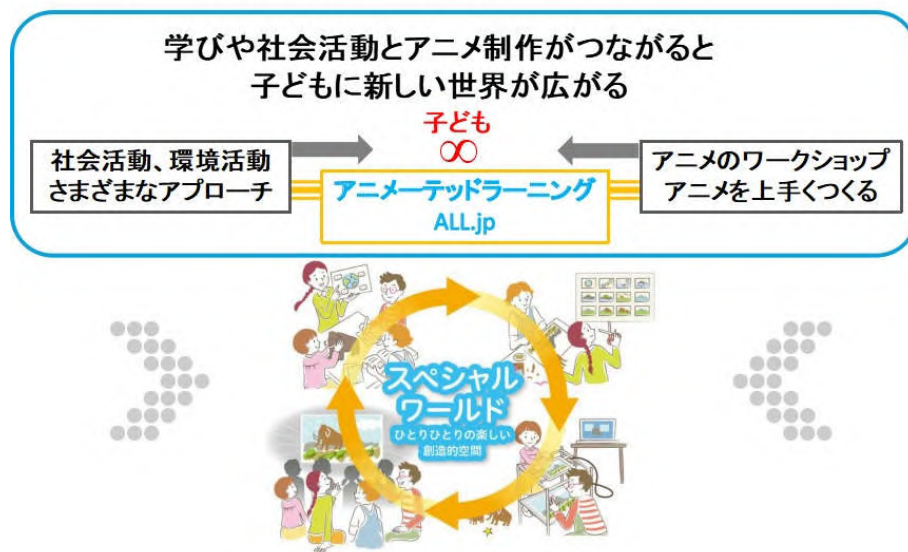 学びや社会活動とアニメ制作がつながると
子どもに新しい世界が広がる
子ども
∞
社会活動、環境活動
さまざまなアプローチ
アニメーテッドラーニング
ALL.jp
アニメのワークショップ
アニメを上手くつくる
スペシャル
ワールド
ひとりひとりの楽しい
創造的空間